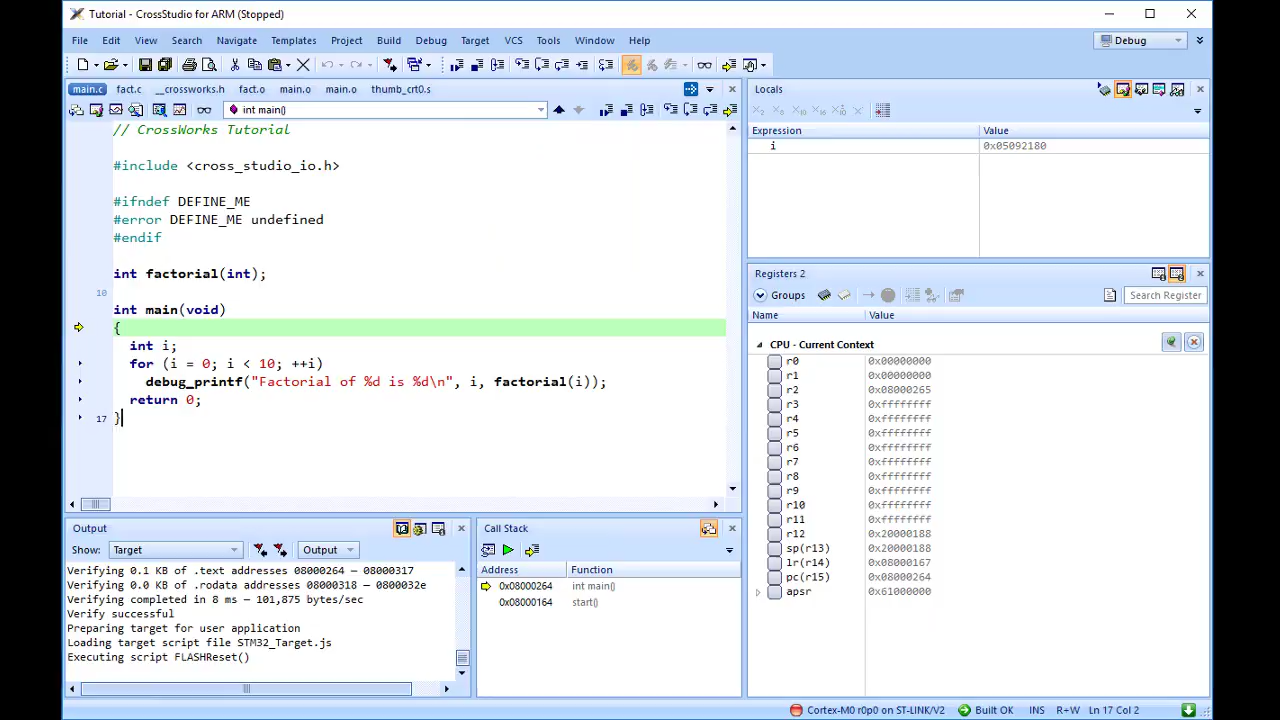 Tutorial - CrossStudio for ARM (Stopped)
File Edit View Search Navigate Templates Project Build Debug Target VCS Tools Window Help
Debug
main.c fact.c __crossworks.h fact.o main.o main.o thumb_crt0.s
int main()
// CrossWorks Tutorial
#include <cross_studio_io.h>
#ifndef DEFINE_ME
#error DEFINE_ME undefined
#endif
int factorial(int);
10
int main(void)
{
int i;
for (i = 0; i < 10; ++i)
debug_printf("Factorial of %d is %d\n", i, factorial(i));
return 0;
17 }
Locals
Expression Value
i 0x05092180
Registers 2
Groups Search Register
Name Value
CPU - Current Context
r0 0x00000000
r1 0x00000000
r2 0x08000265
r3 0xffffffff
r4 0xffffffff
r5 0xffffffff
r6 0xffffffff
r7 0xffffffff
r8 0xffffffff
r9 0xffffffff
r10 0xffffffff
r11 0xffffffff
r12 0x20000188
sp(r13) 0x20000188
lr(r14) 0x08000167
pc(r15) 0x08000264
apsr 0x61000000
Output
Show: Target Output
Verifying 0.1 KB of .text addresses 08000264 — 08000317
Verifying 0.0 KB of .rodata addresses 08000318 — 0800032e
Verifying completed in 8 ms — 101,875 bytes/sec
Verify successful
Preparing target for user application
Loading target script file STM32_Target.js
Executing script FLASHReset()
Call Stack
Address Function
0x08000264 int main()
0x08000164 start()
Cortex-M0 r0p0 on ST-LINK/V2 Built OK INS R+W Ln 17 Col 2